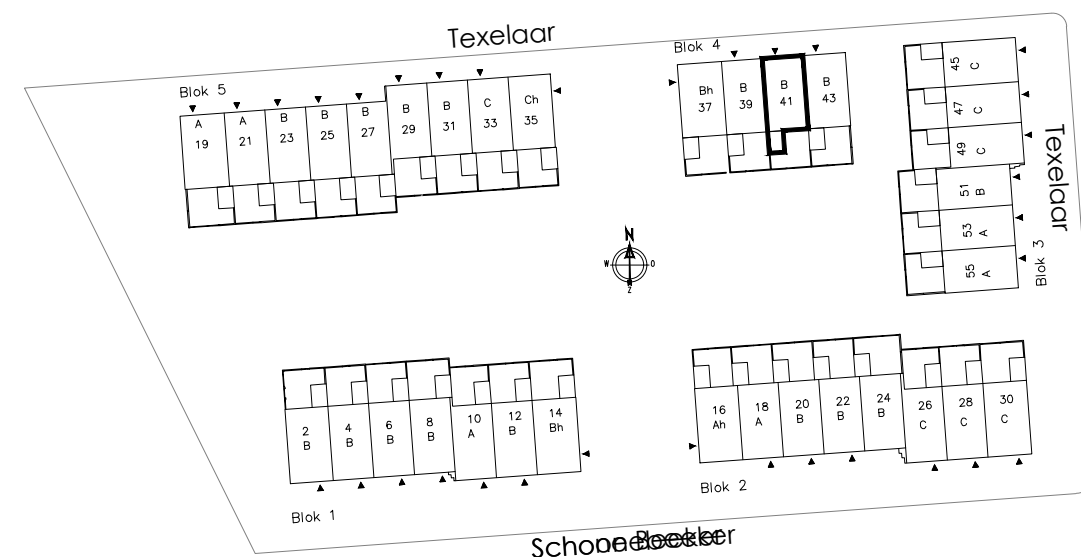 Texelaar
Blok 4
Blok 5
A 19
A 21
B 23
B 25
B 27
B 29
B 31
C 33
Ch 35
Bh 37
B 39
B 41
B 43
45 C
47 C
49 C
51 B
53 A
55 A
Texelaar
Blok 3
N
W O
Z
2 B
4 B
6 B
8 B
10 A
12 B
14 Bh
16 Ah
18 A
20 B
22 B
24 B
26 C
28 C
30 C
Blok 2
Blok 1